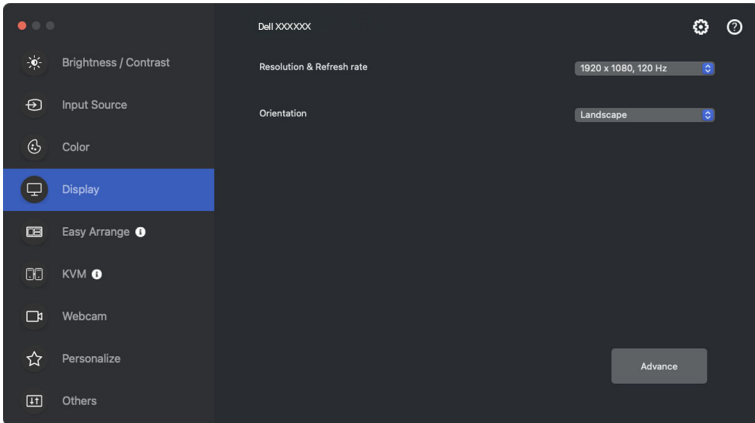 Dell XXXXXX
Brightness / Contrast
Input Source
Color
Display
Easy Arrange
KVM
Webcam
Personalize
Others
Resolution & Refresh rate
1920 x 1080, 120 Hz
Orientation
Landscape
Advance